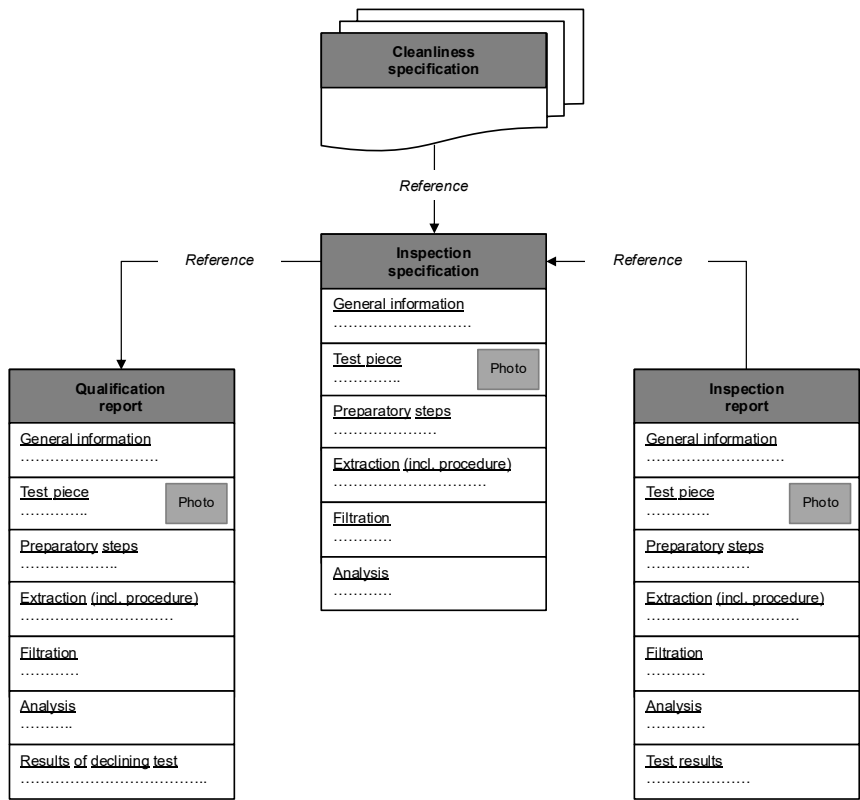 Cleanliness
specification
Reference
Inspection
specification
General information
............................
Test piece
..............
Photo
Preparatory steps
.....................
Extraction (incl. procedure)
...............................
Filtration
............
Analysis
............
Reference
Qualification
report
General information
............................
Test piece
..............
Photo
Preparatory steps
....................
Extraction (incl. procedure)
...............................
Filtration
............
Analysis
...........
Results of declining test
......................................
Reference
Inspection
report
General information
............................
Test piece
.............
Photo
Preparatory steps
.....................
Extraction (incl. procedure)
...............................
Filtration
............
Analysis
............
Test results
.....................